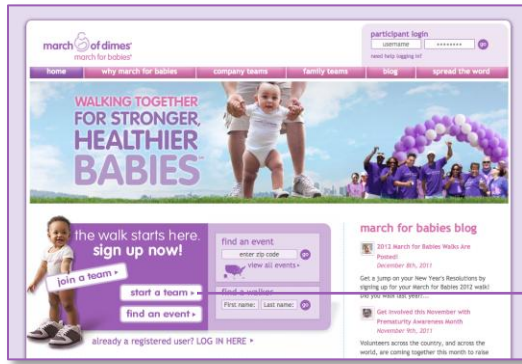 march of dimes®
march for babies®
participant login
username ******** go
need help logging in?
home why march for babies company teams family teams blog spread the word
WALKING TOGETHER
FOR STRONGER,
HEALTHIER
BABIES™
the walk starts here.
sign up now!
join a team ›
start a team ›
find an event ›
already a registered user? LOG IN HERE ›
find an event
enter zip code go
view all events ›
find a walker
First name: Last name: go
march for babies blog
2012 March for Babies Walks Are
Posted!
December 8th, 2011
Get a jump on your New Year's Resolutions by
signing up for your March for Babies 2012 walk!
Did you walk last year?...
Get involved this November with
Prematurity Awareness Month
November 9th, 2011
Volunteers across the country, and across the
world, are coming together this month to raise